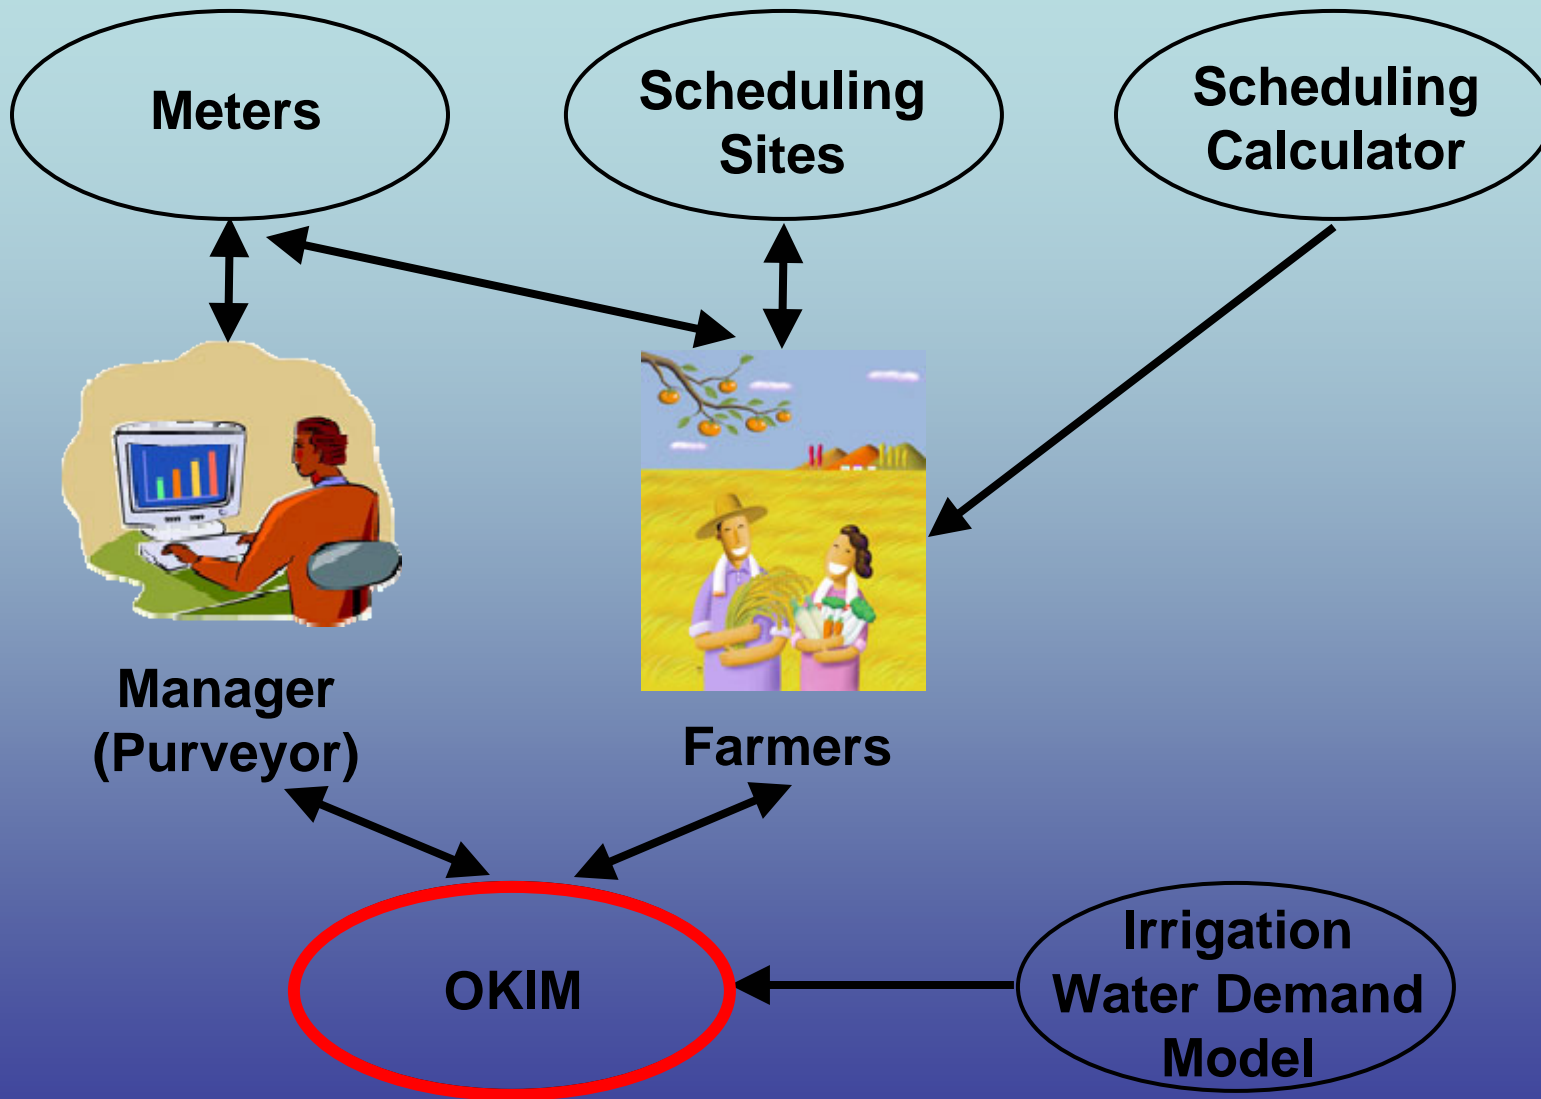 Meters
Scheduling
Sites
Scheduling
Calculator
Manager
(Purveyor)
Farmers
OKIM
Irrigation
Water Demand
Model